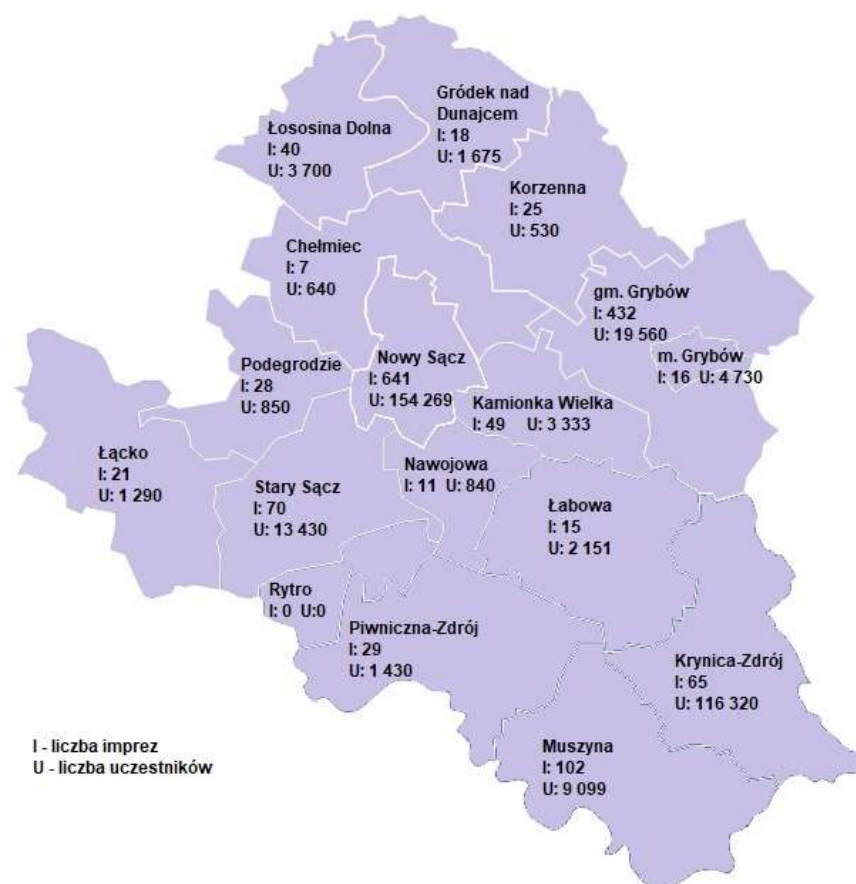 Gródek nad
Dunajcem
I: 18
U: 1 675
Łososina Dolna
I: 40
U: 3 700
Korzenna
I: 25
U: 530
Chełmiec
I: 7
U: 640
gm. Grybów
I: 432
U: 19 560
m. Grybów
I: 16 U: 4 730
Podegrodzie
I: 28
U: 850
Nowy Sącz
I: 641
U: 154 269
Kamionka Wielka
I: 49 U: 3 333
Łącko
I: 21
U: 1 290
Stary Sącz
I: 70
U: 13 430
Nawojowa
I: 11 U: 840
Łabowa
I: 15
U: 2 151
Rytro
I: 0 U:0
Piwniczna-Zdrój
I: 29
U: 1 430
Krynica-Zdrój
I: 65
U: 116 320
Muszyna
I: 102
U: 9 099
I - liczba imprez
U - liczba uczestników